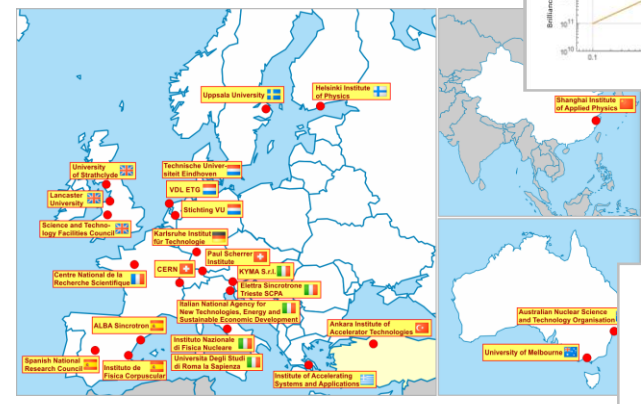 Brillianc
10^11
10^10
0.1
Uppsala University
Helsinki Institute
of Physics
Shanghai Institute
of Applied Physics
University
of Strathclyde
Technische Univer-
siteit Eindhoven
VDL ETG
Lancaster
University
Stichting VU
Science and Techno-
logy Facilities Council
Karlsruhe Institut
für Technologie
Paul Scherrer
Institute
CERN
KYMA S.r.l.
Centre National de la
Recherche Scientifique
Elettra Sincrotrone
Trieste SCPA
Italian National Agency for
New Technologies, Energy and
Sustainable Economic Development
Australian Nuclear Science
and Technology Organisation
ALBA Sincrotron
Ankara Institute of
Accelerator Technologies
Istituto Nazionale
di Fisica Nucleare
University of Melbourne
Universita Degli Studi
di Roma la Sapienza
Spanish National
Research Council
Instituto de
Fisica Corpuscular
Institute of Accelerating
Systems and Applications